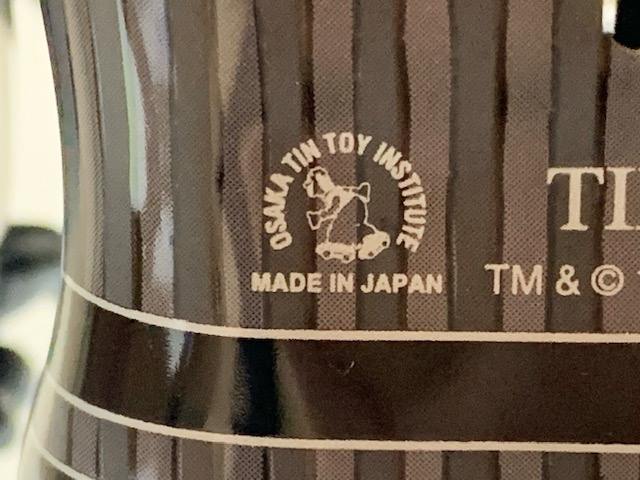 OSAKA TIN TOY INSTITUTE
TI
MADE IN JAPAN
TM & ©